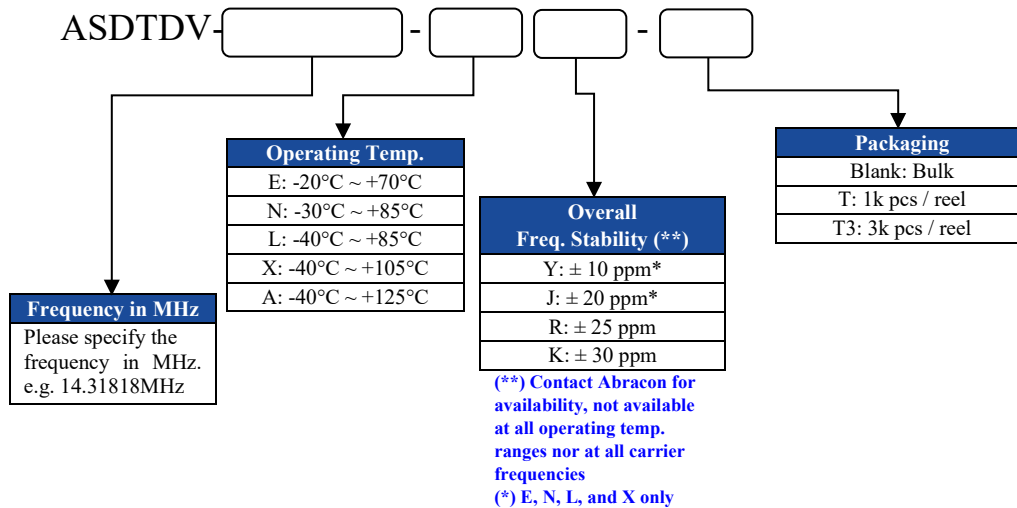 ASDTDV- - -
Operating Temp.
E: -20°C ~ +70°C
N: -30°C ~ +85°C
L: -40°C ~ +85°C
X: -40°C ~ +105°C
A: -40°C ~ +125°C
Packaging
Blank: Bulk
T: 1k pcs / reel
T3: 3k pcs / reel
Overall
Freq. Stability (**)
Y: ± 10 ppm*
J: ± 20 ppm*
R: ± 25 ppm
K: ± 30 ppm
Frequency in MHz
Please specify the
frequency in MHz.
e.g. 14.31818MHz
(**) Contact Abracon for
availability, not available
at all operating temp.
ranges nor at all carrier
frequencies
(*) E, N, L, and X only